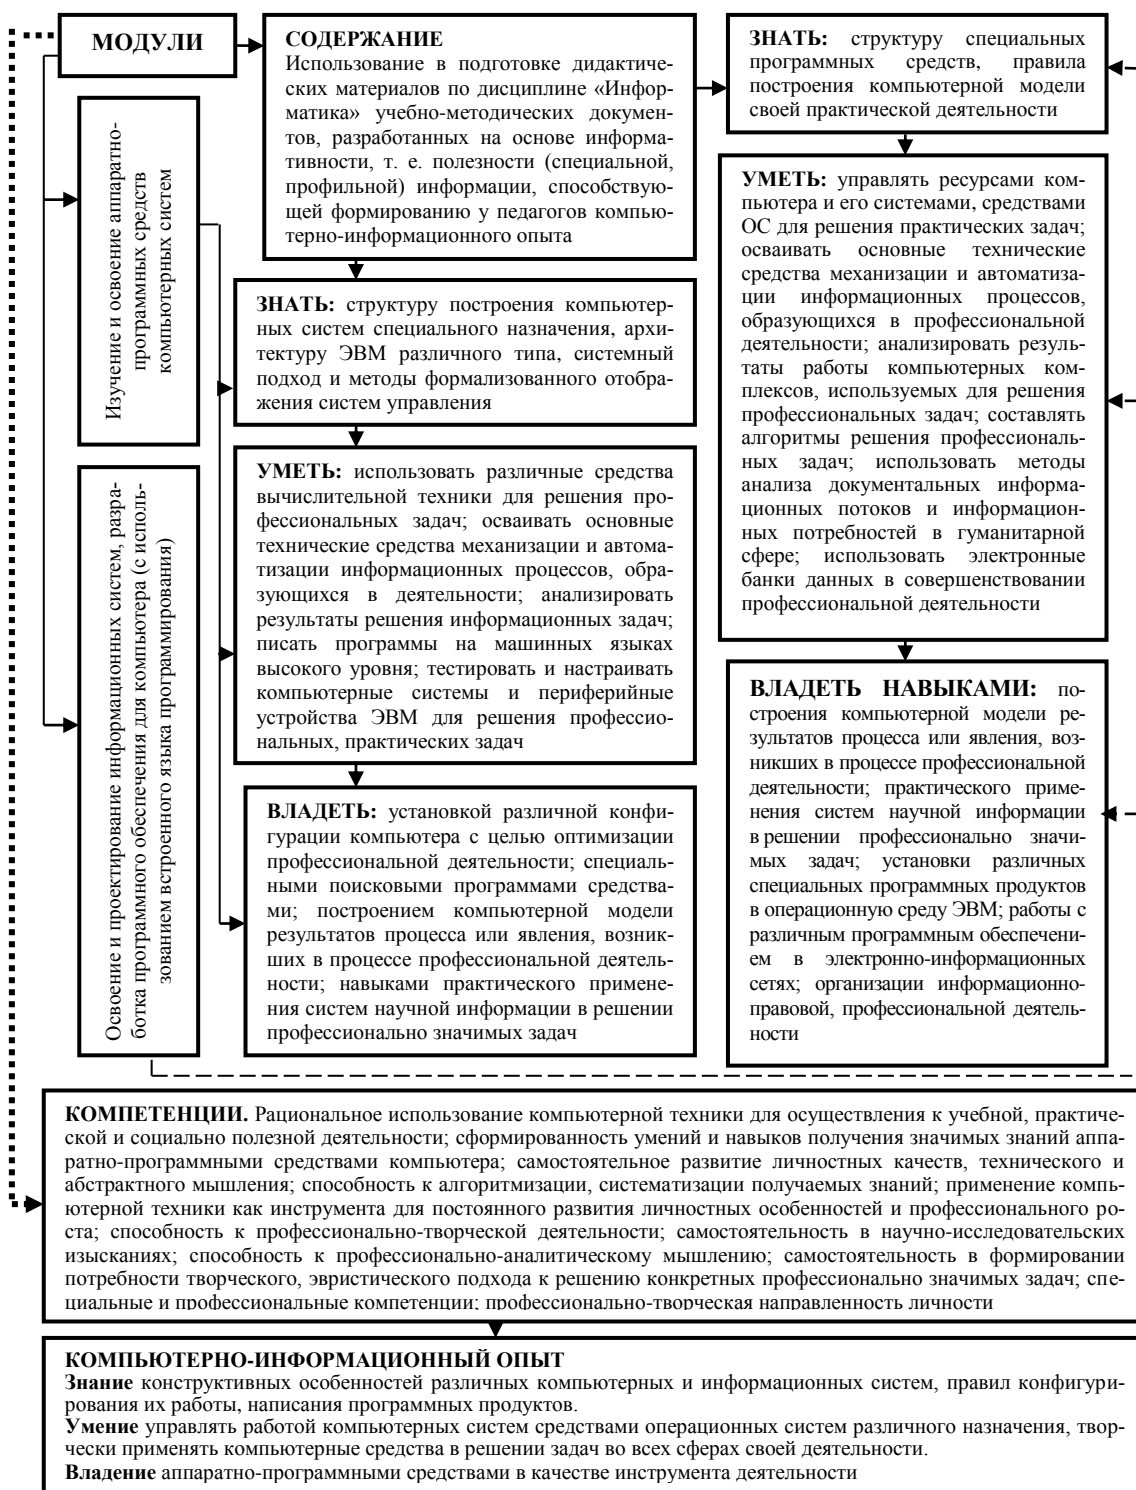 МОДУЛИ
СОДЕРЖАНИЕ
Использование в подготовке дидактиче-
ских материалов по дисциплине «Инфор-
матика» учебно-методических докумен-
тов, разработанных на основе информа-
тивности, т. е. полезности (специальной,
профильной) информации, способствую-
щей формированию у педагогов компью-
терно-информационного опыта
ЗНАТЬ: структуру специальных
программных средств, правила
построения компьютерной модели
своей практической деятельности
Изучение и освоение аппаратно-
программных средств
компьютерных систем
УМЕТЬ: управлять ресурсами ком-
пьютера и его системами, средствами
ОС для решения практических задач;
осваивать основные технические
средства механизации и автоматиза-
ции информационных процессов,
образующихся в профессиональной
деятельности; анализировать резуль-
таты работы компьютерных ком-
плексов, используемых для решения
профессиональных задач; составлять
алгоритмы решения профессиональ-
ных задач; использовать методы
анализа документальных информа-
ционных потоков и информацион-
ных потребностей в гуманитарной
сфере; использовать электронные
банки данных в совершенствовании
профессиональной деятельности
ЗНАТЬ: структуру построения компьютер-
ных систем специального назначения, архи-
тектуру ЭВМ различного типа, системный
подход и методы формализованного отобра-
жения систем управления
УМЕТЬ: использовать различные средства
вычислительной техники для решения про-
фессиональных задач; осваивать основные
технические средства механизации и автома-
тизации информационных процессов, обра-
зующихся в деятельности; анализировать
результаты решения информационных задач;
писать программы на машинных языках
высокого уровня; тестировать и настраивать
компьютерные системы и периферийные
устройства ЭВМ для решения профессио-
нальных, практических задач
Освоение и проектирование информационных систем, разра-
ботка программного обеспечения для компьютера (с исполь-
зованием встроенного языка программирования)
ВЛАДЕТЬ НАВЫКАМИ: по-
строения компьютерной модели ре-
зультатов процесса или явления, воз-
никших в процессе профессиональной
деятельности; практического приме-
нения систем научной информации
в решении профессионально значи-
мых задач; установки различных
специальных программных продуктов
в операционную среду ЭВМ; работы с
различным программным обеспечени-
ем в электронно-информационных
сетях; организации информационно-
правовой, профессиональной деятель-
ности
ВЛАДЕТЬ: установкой различной конфи-
гурации компьютера с целью оптимизации
профессиональной деятельности; специаль-
ными поисковыми программами средства-
ми; построением компьютерной модели
результатов процесса или явления, возник-
ших в процессе профессиональной деятель-
ности; навыками практического примене-
ния систем научной информации в решении
профессионально значимых задач
КОМПЕТЕНЦИИ. Рациональное использование компьютерной техники для осуществления к учебной, практиче-
ской и социально полезной деятельности; сформированность умений и навыков получения значимых знаний аппа-
ратно-программными средствами компьютера; самостоятельное развитие личностных качеств, технического и
абстрактного мышления; способность к алгоритмизации, систематизации получаемых знаний; применение компь-
ютерной техники как инструмента для постоянного развития личностных особенностей и профессионального ро-
ста; способность к профессионально-творческой деятельности; самостоятельность в научно-исследовательских
изысканиях; способность к профессионально-аналитическому мышлению; самостоятельность в формировании
потребности творческого, эвристического подхода к решению конкретных профессионально значимых задач; спе-
циальные и профессиональные компетенции; профессионально-творческая направленность личности
КОМПЬЮТЕРНО-ИНФОРМАЦИОННЫЙ ОПЫТ
Знание конструктивных особенностей различных компьютерных и информационных систем, правил конфигури-
рования их работы, написания программных продуктов.
Умение управлять работой компьютерных систем средствами операционных систем различного назначения, твор-
чески применять компьютерные средства в решении задач во всех сферах своей деятельности.
Владение аппаратно-программными средствами в качестве инструмента деятельности